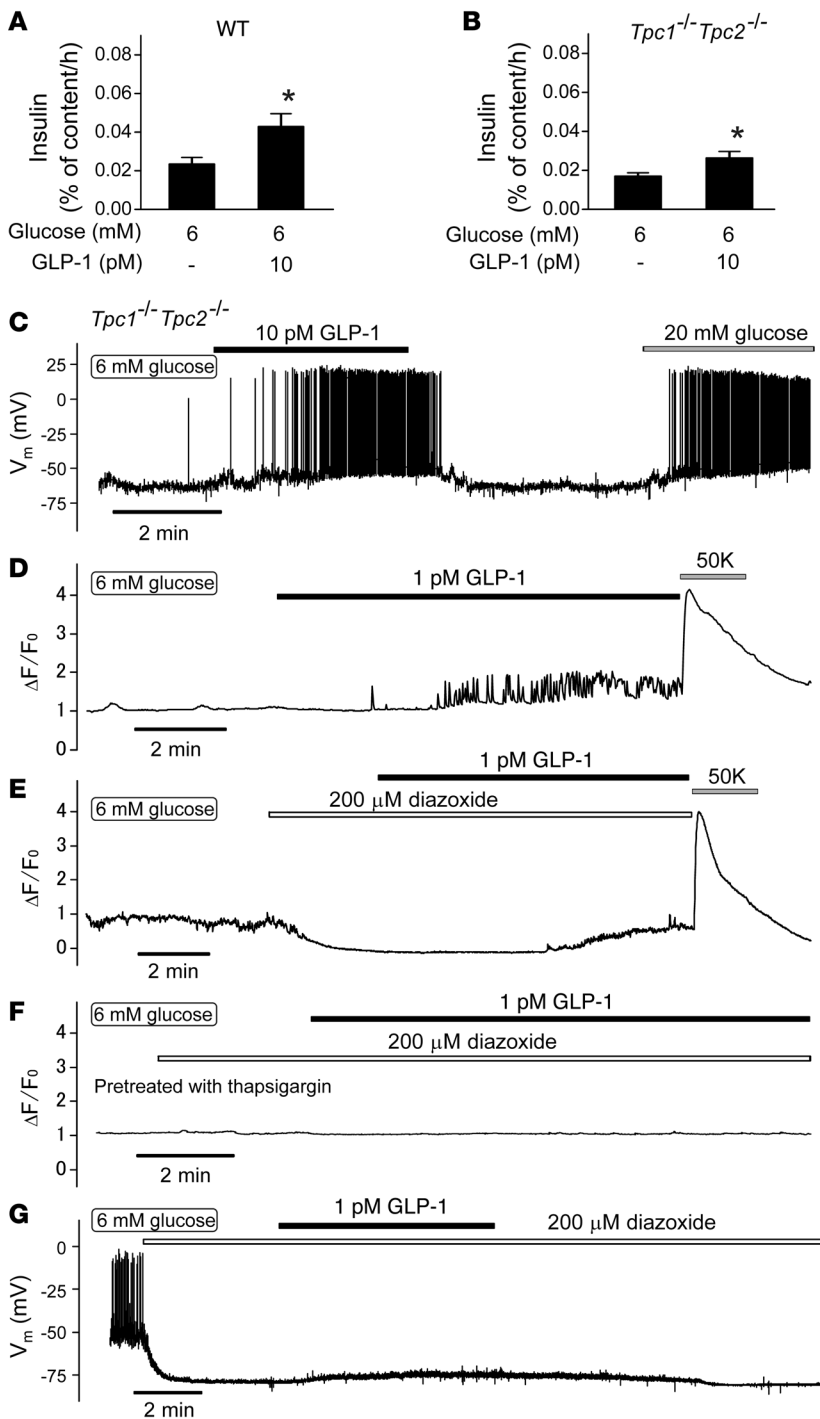 A
WT
Insulin
(% of content/h)
0.08
0.06
0.04
0.02
0.00
*
Glucose (mM) 6 6
GLP-1 (pM) - 10
B
Tpc1-/-Tpc2-/-
Insulin
(% of content/h)
0.08
0.06
0.04
0.02
0.00
*
Glucose (mM) 6 6
GLP-1 (pM) - 10
C
Tpc1-/-Tpc2-/-
10 pM GLP-1
20 mM glucose
6 mM glucose
Vm (mV)
25
0
-25
-50
-75
2 min
D
6 mM glucose
1 pM GLP-1
50K
ΔF/F0
4
3
2
1
0
2 min
E
6 mM glucose
1 pM GLP-1
50K
200 μM diazoxide
ΔF/F0
4
3
2
1
0
2 min
F
6 mM glucose
1 pM GLP-1
200 μM diazoxide
Pretreated with thapsigargin
ΔF/F0
4
3
2
1
0
2 min
G
6 mM glucose
1 pM GLP-1
200 μM diazoxide
Vm (mV)
0
-25
-50
-75
2 min